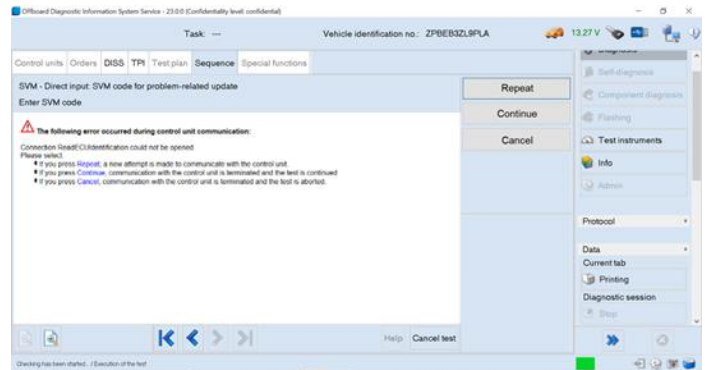 Offboard Diagnostic Information System Service - 23.0.0 (Confidentiality level: confidential)
Task: ---
Vehicle identification no.: ZPBEB3ZL9PLA
13.27 V
Control units
Orders
DISS
TPI
Test plan
Sequence
Special functions
SVM - Direct input: SVM code for problem-related update
Enter SVM code
The following error occurred during control unit communication:
Connection ReadECUIdentification could not be opened
Please select.
If you press Repeat, a new attempt is made to communicate with the control unit.
If you press Continue, communication with the control unit is terminated and the test is continued
If you press Cancel, communication with the control unit is terminated and the test is aborted.
Repeat
Continue
Cancel
Help
Cancel test
Diagnosis
Self-diagnosis
Component diagnosis
Flashing
Test instruments
Info
Admin
Protocol
Data
Current tab
Printing
Diagnostic session
Stop
Checking has been started.. / Execution of the test